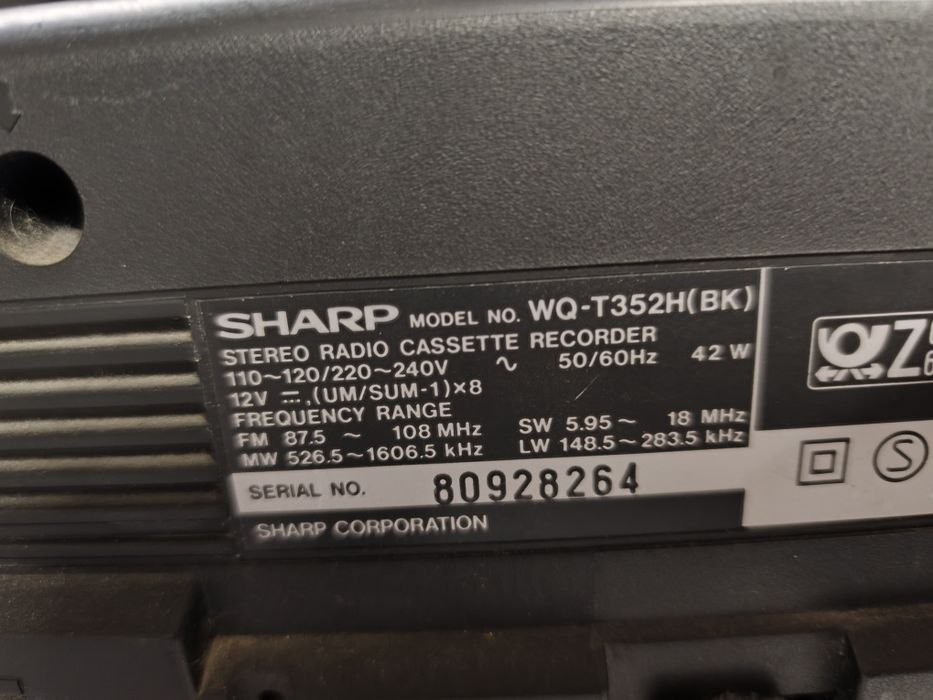 SHARP MODEL NO. WQ-T352H(BK)
STEREO RADIO CASSETTE RECORDER
110~120/220~240V ∿ 50/60Hz 42 W
12V ⎓,(UM/SUM-1)×8
FREQUENCY RANGE
FM 87.5 ~ 108 MHz SW 5.95~ 18 MHz
MW 526.5~1606.5 kHz LW 148.5~283.5 kHz
SERIAL NO. 80928264
SHARP CORPORATION
Z
S